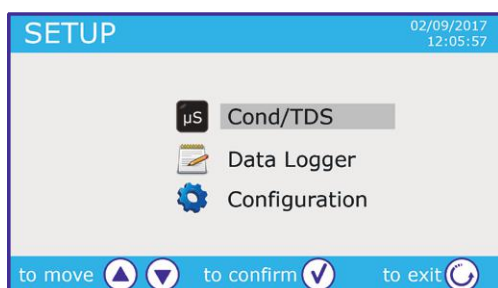 SETUP
02/09/2017
12:05:57
µS Cond/TDS
Data Logger
Configuration
to move to confirm to exit